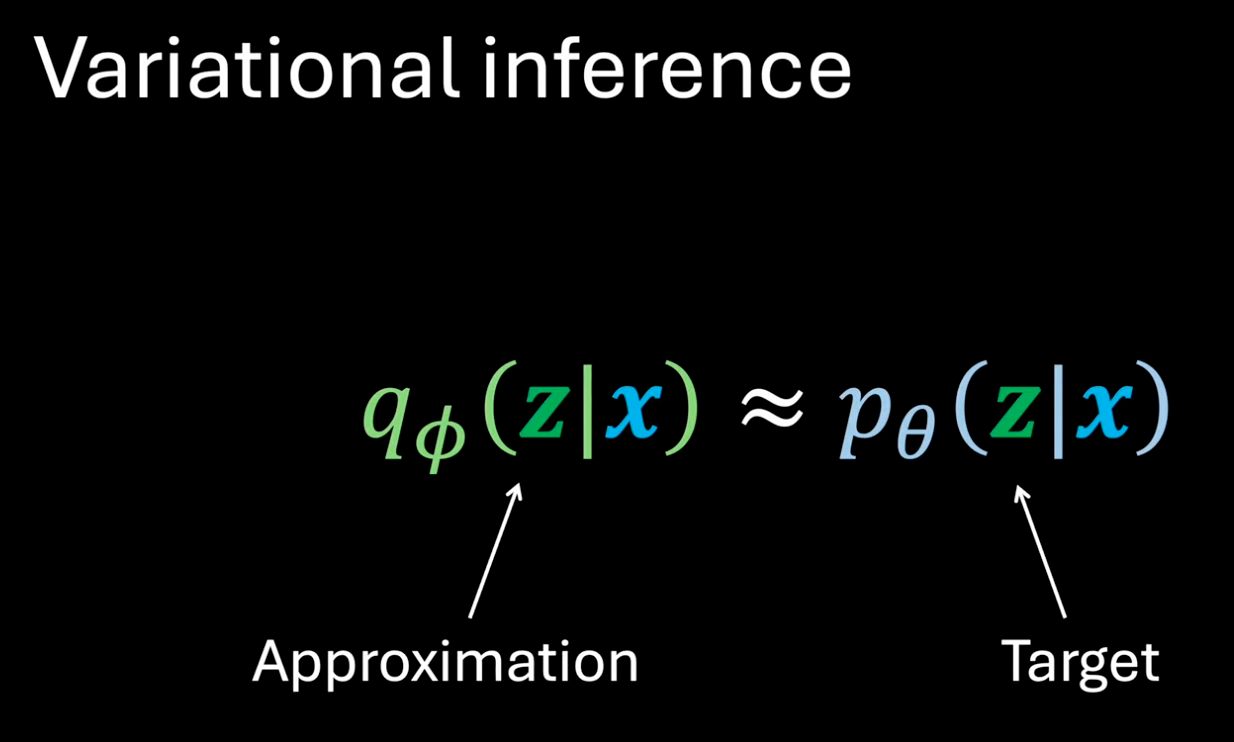 Variational inference
qϕ(z|x) ≈ pθ(z|x)
Approximation
Target